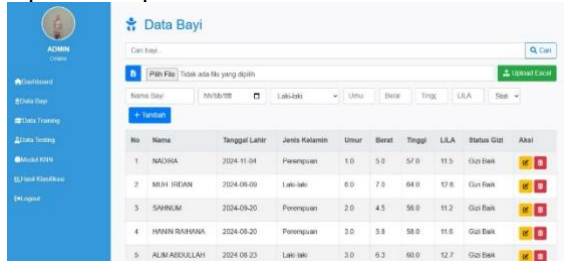 Data Bayi
ADMIN
Online
Cari bayi...
Cari
Dashboard
Pilih File Tidak ada file yang dipilih
Upload Excel
Data Bayi
Nama Bayi hh/bb/tttt Laki-laki Umur Berat Tinggi LILA Stat
Data Training
+ Tambah
Data Testing
No Nama Tanggal Lahir Jenis Kelamin Umur Berat Tinggi LILA Status Gizi Aksi
Model KNN
1 NADIRA 2024-11-04 Perempuan 1.0 5.0 57.0 11.5 Gizi Baik
Hasil Klasifikasi
2 MUH IRDAN 2024-06-09 Laki-laki 6.0 7.0 64.0 12.6 Gizi Baik
Logout
3 SAHNUM 2024-09-20 Perempuan 2.0 4.5 56.0 11.2 Gizi Baik
4 HANIN RAIHANA 2024-08-20 Perempuan 3.0 5.8 58.0 11.6 Gizi Baik
5 ALIM ABDULLAH 2024-08-23 Laki-laki 3.0 6.3 60.0 12.7 Gizi Baik